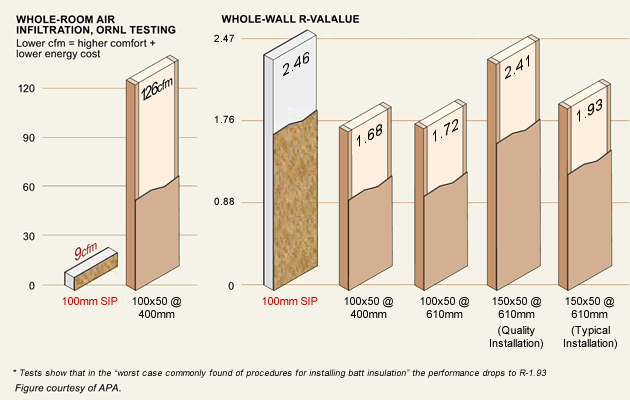 WHOLE-ROOM AIR
INFILTRATION, ORNL TESTING
Lower cfm = higher comfort +
lower energy cost
120
90
60
30
0
9cfm
126cfm
100mm SIP
100x50 @
400mm
WHOLE-WALL R-VALALUE
2.47
1.76
0.88
0
2.46
1.68
1.72
2.41
1.93
100mm SIP
100x50 @
400mm
100x50 @
610mm
150x50 @
610mm
(Quality
Installation)
150x50 @
610mm
(Typical
Installation)
* Tests show that in the “worst case commonly found of procedures for installing batt insulation” the performance drops to R-1.93
Figure courtesy of APA.